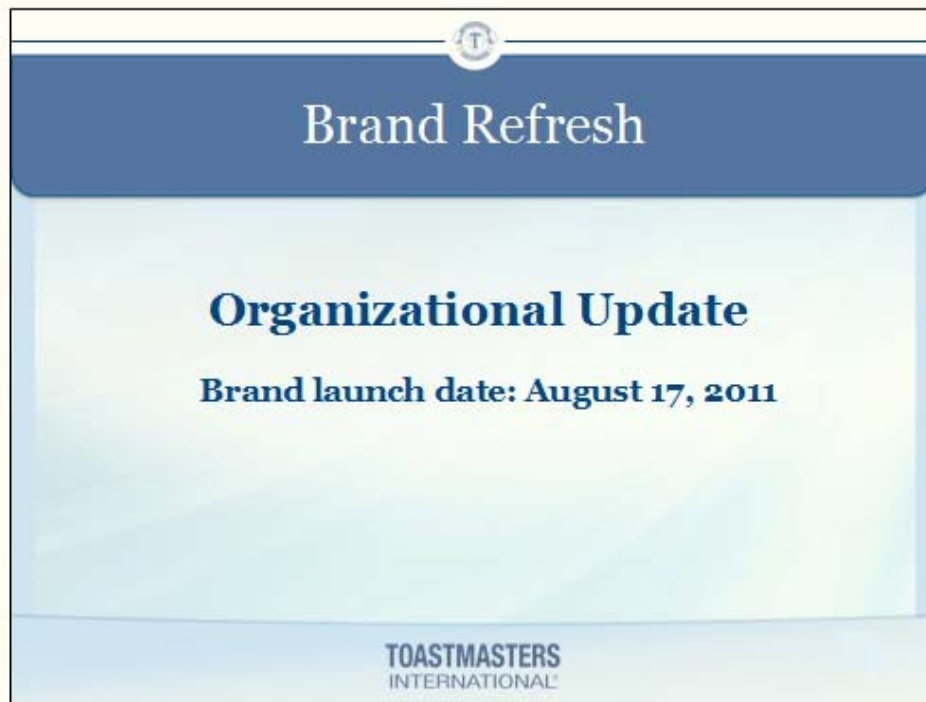 T
Brand Refresh
Organizational Update
Brand launch date: August 17, 2011
TOASTMASTERS
INTERNATIONAL®